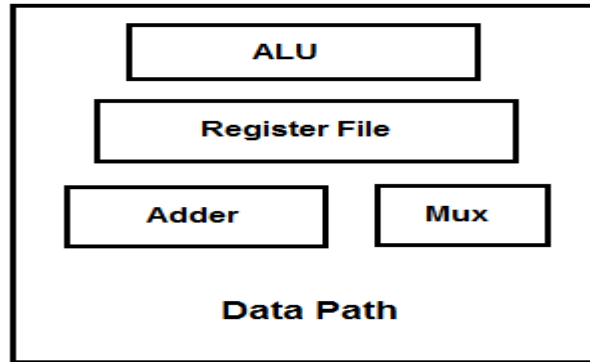 ALU
Register File
Adder
Mux
Data Path